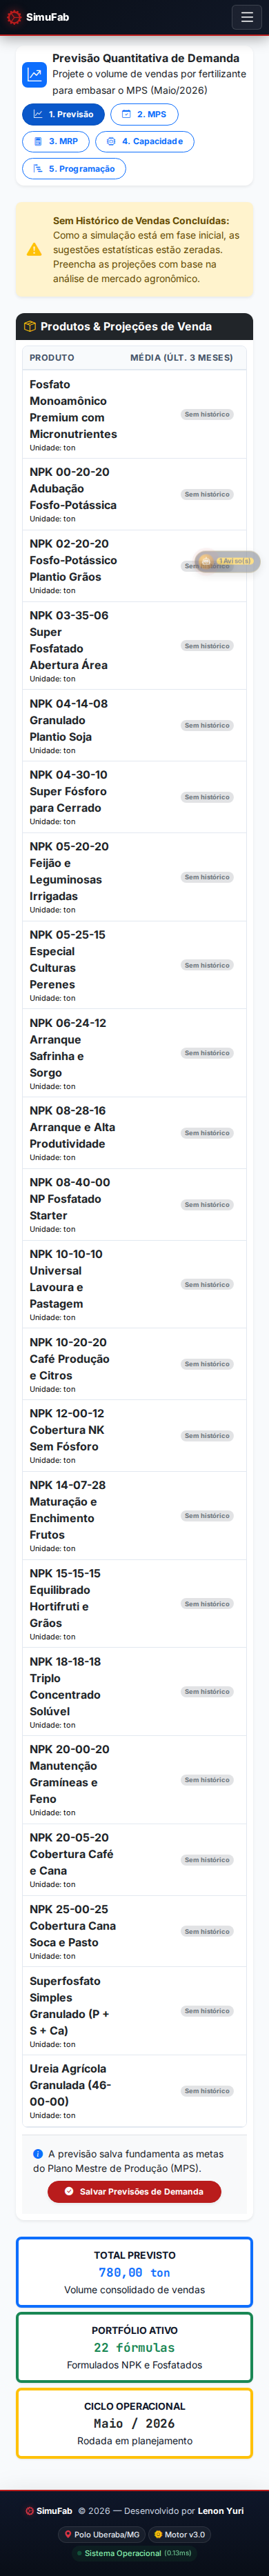 SimuFab
Previsão Quantitativa de Demanda
Projete o volume de vendas por fertilizante
para embasar o MPS (Maio/2026)
1. Previsão
2. MPS
3. MRP
4. Capacidade
5. Programação
Sem Histórico de Vendas Concluídas:
Como a simulação está em fase inicial, as
sugestões estatísticas estão zeradas.
Preencha as projeções com base na
análise de mercado agronômico.
Produtos & Projeções de Venda
PRODUTO
MÉDIA (ÚLT. 3 MESES)
Fosfato
Monoamônico
Premium com
Micronutrientes
Unidade: ton
Sem histórico
NPK 00-20-20
Adubação
Fosfo-Potássica
Unidade: ton
Sem histórico
NPK 02-20-20
Fosfo-Potássico
Plantio Grãos
Unidade: ton
Sem histórico
1 Aviso(s)
NPK 03-35-06
Super
Fosfatado
Abertura Área
Unidade: ton
Sem histórico
NPK 04-14-08
Granulado
Plantio Soja
Unidade: ton
Sem histórico
NPK 04-30-10
Super Fósforo
para Cerrado
Unidade: ton
Sem histórico
NPK 05-20-20
Feijão e
Leguminosas
Irrigadas
Unidade: ton
Sem histórico
NPK 05-25-15
Especial
Culturas
Perenes
Unidade: ton
Sem histórico
NPK 06-24-12
Arranque
Safrinha e
Sorgo
Unidade: ton
Sem histórico
NPK 08-28-16
Arranque e Alta
Produtividade
Unidade: ton
Sem histórico
NPK 08-40-00
NP Fosfatado
Starter
Unidade: ton
Sem histórico
NPK 10-10-10
Universal
Lavoura e
Pastagem
Unidade: ton
Sem histórico
NPK 10-20-20
Café Produção
e Citros
Unidade: ton
Sem histórico
NPK 12-00-12
Cobertura NK
Sem Fósforo
Unidade: ton
Sem histórico
NPK 14-07-28
Maturação e
Enchimento
Frutos
Unidade: ton
Sem histórico
NPK 15-15-15
Equilibrado
Hortifruti e
Grãos
Unidade: ton
Sem histórico
NPK 18-18-18
Triplo
Concentrado
Solúvel
Unidade: ton
Sem histórico
NPK 20-00-20
Manutenção
Gramíneas e
Feno
Unidade: ton
Sem histórico
NPK 20-05-20
Cobertura Café
e Cana
Unidade: ton
Sem histórico
NPK 25-00-25
Cobertura Cana
Soca e Pasto
Unidade: ton
Sem histórico
Superfosfato
Simples
Granulado (P +
S + Ca)
Unidade: ton
Sem histórico
Ureia Agrícola
Granulada (46-
00-00)
Unidade: ton
Sem histórico
A previsão salva fundamenta as metas
do Plano Mestre de Produção (MPS).
Salvar Previsões de Demanda
TOTAL PREVISTO
780,00 ton
Volume consolidado de vendas
PORTFÓLIO ATIVO
22 fórmulas
Formulados NPK e Fosfatados
CICLO OPERACIONAL
Maio / 2026
Rodada em planejamento
SimuFab © 2026 — Desenvolvido por Lenon Yuri
Polo Uberaba/MG
Motor v3.0
Sistema Operacional (0.13ms)